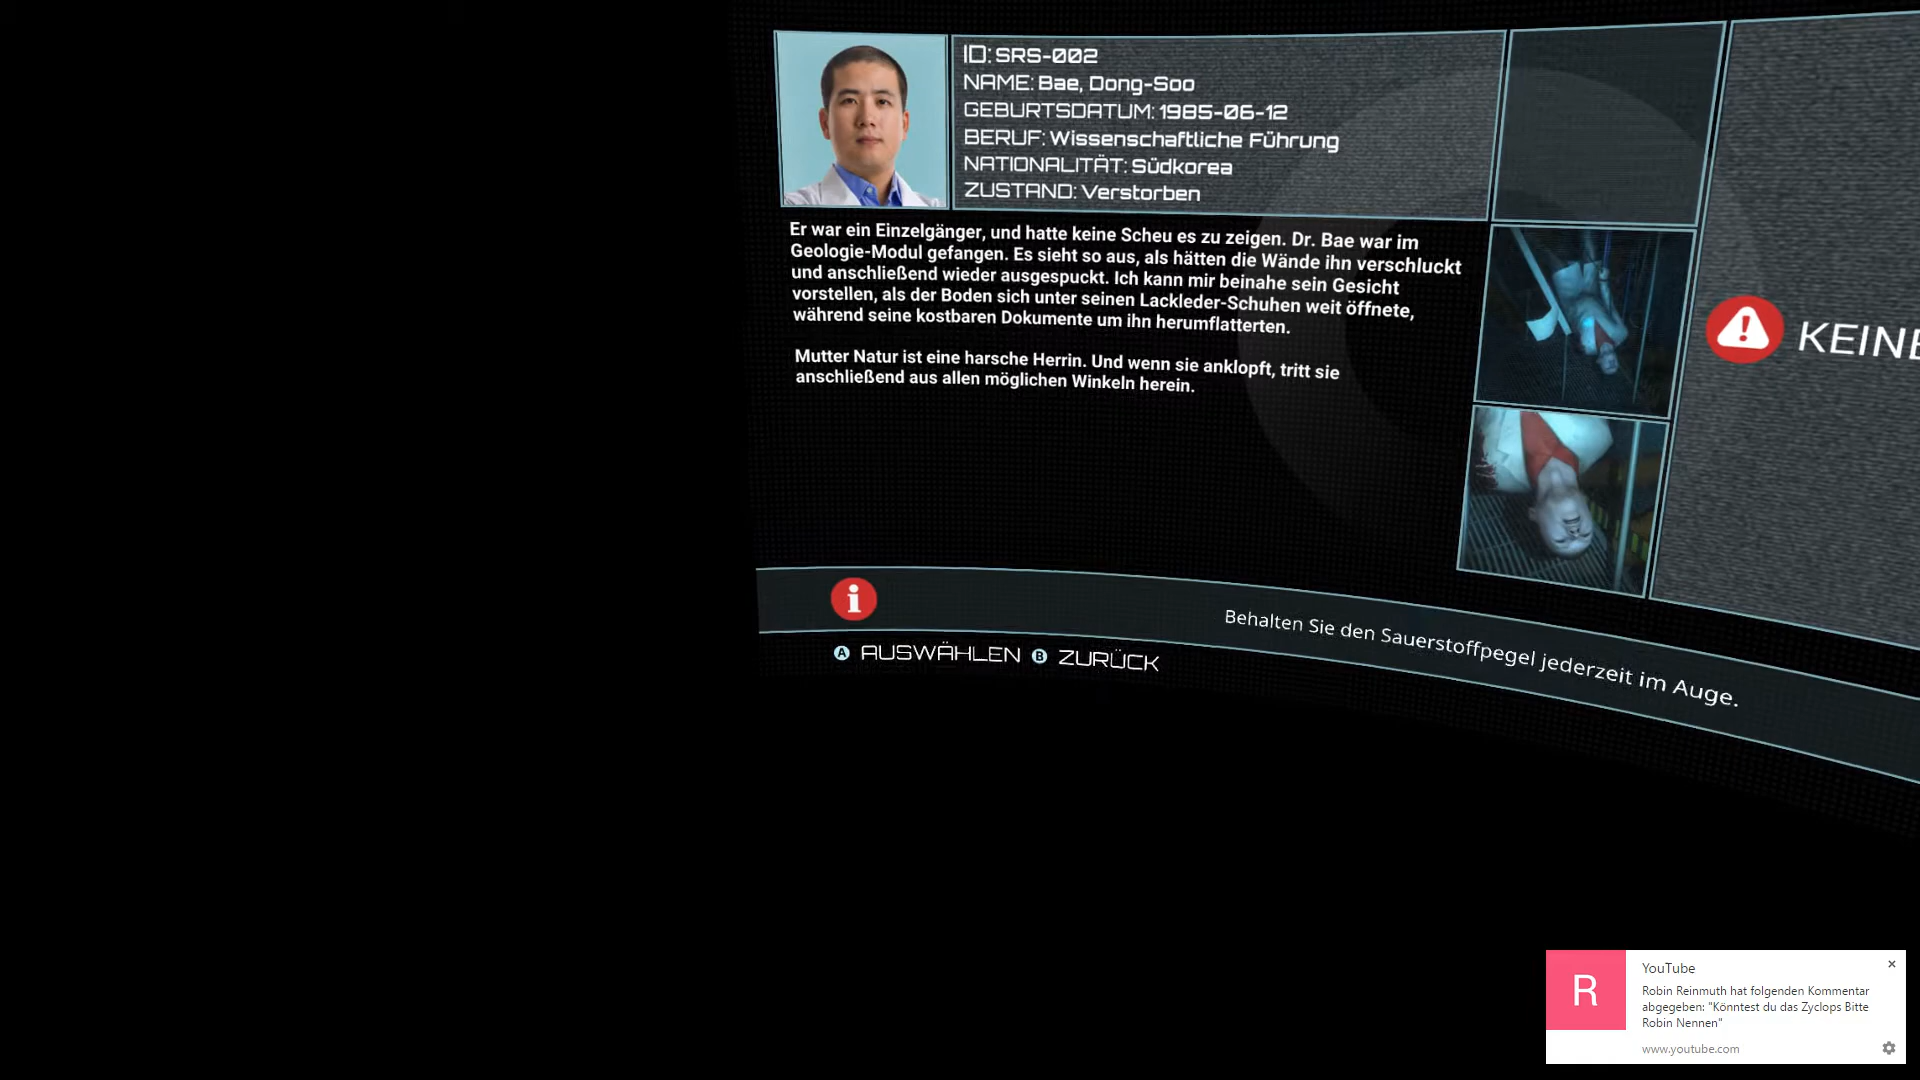 ID: SRS-002
NAME: Bae, Dong-Soo
GEBURTSDATUM: 1985-06-12
BERUF: Wissenschaftliche Führung
NATIONALITÄT: Südkorea
ZUSTAND: Verstorben
Er war ein Einzelgänger, und hatte keine Scheu es zu zeigen. Dr. Bae war im
Geologie-Modul gefangen. Es sieht so aus, als hätten die Wände ihn verschluckt
und anschließend wieder ausgespuckt. Ich kann mir beinahe sein Gesicht
vorstellen, als der Boden sich unter seinen Lackleder-Schuhen weit öffnete,
während seine kostbaren Dokumente um ihn herumflatterten.
Mutter Natur ist eine harsche Herrin. Und wenn sie anklopft, tritt sie
anschließend aus allen möglichen Winkeln herein.
KEINE
Behalten Sie den Sauerstoffpegel jederzeit im Auge.
A AUSWÄHLEN B ZURÜCK
R
YouTube
Robin Reinmuth hat folgenden Kommentar
abgegeben: "Könntest du das Zyclops Bitte
Robin Nennen"
www.youtube.com